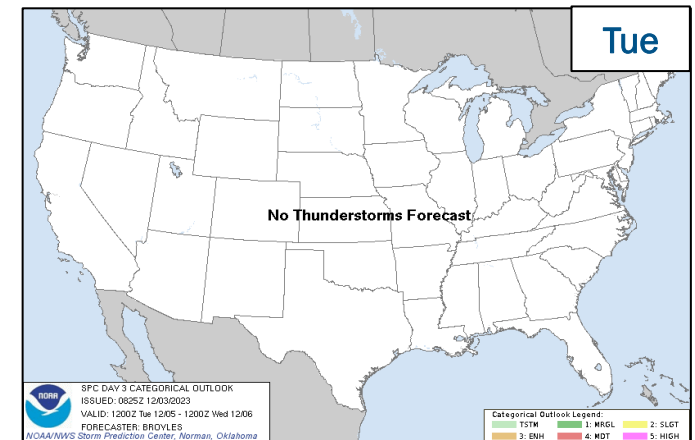 Tue
No Thunderstorms Forecast
NOAA
SPC DAY 3 CATEGORICAL OUTLOOK
ISSUED: 0825Z 12/03/2023
VALID: 1200Z Tue 12/05 - 1200Z Wed 12/06
FORECASTER: BROYLES
NOAA/NWS Storm Prediction Center, Norman, Oklahoma
Categorical Outlook Legend:
TSTM 1: MRGL 2: SLGT
3: ENH 4: MDT 5: HIGH